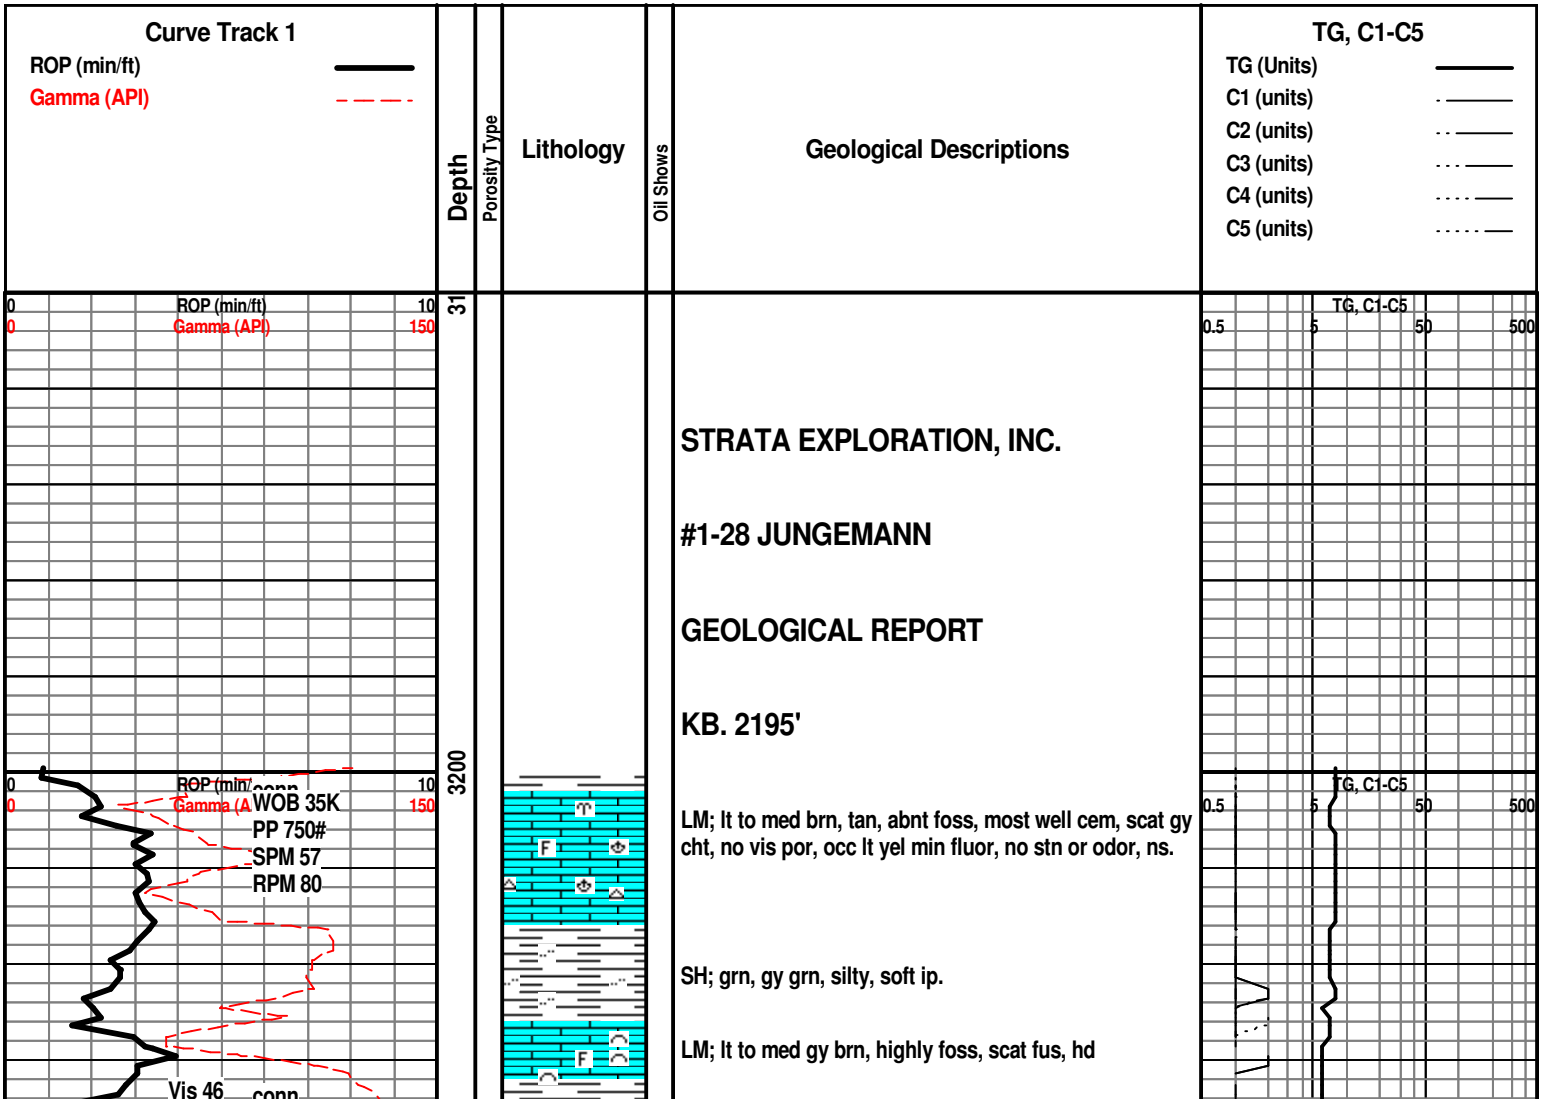 Curve Track 1
ROP (min/ft)
Gamma (API)
Depth
Porosity Type
Lithology
Oil Shows
Geological Descriptions
TG, C1-C5
TG (Units)
C1 (units)
C2 (units)
C3 (units)
C4 (units)
C5 (units)
0 ROP (min/ft) 10
0 Gamma (API) 150
31
TG, C1-C5
0.5 5 50 500
STRATA EXPLORATION, INC.
#1-28 JUNGEMANN
GEOLOGICAL REPORT
KB. 2195'
3200
0 ROP (min/ conn 10
0 Gamma (A WOB 35K 150
PP 750#
SPM 57
RPM 80
TG, C1-C5
0.5 5 50 500
LM; lt to med brn, tan, abnt foss, most well cem, scat gy
cht, no vis por, occ lt yel min fluor, no stn or odor, ns.
F
SH; grn, gy grn, silty, soft ip.
LM; lt to med gy brn, highly foss, scat fus, hd
F
Vis 46 conn